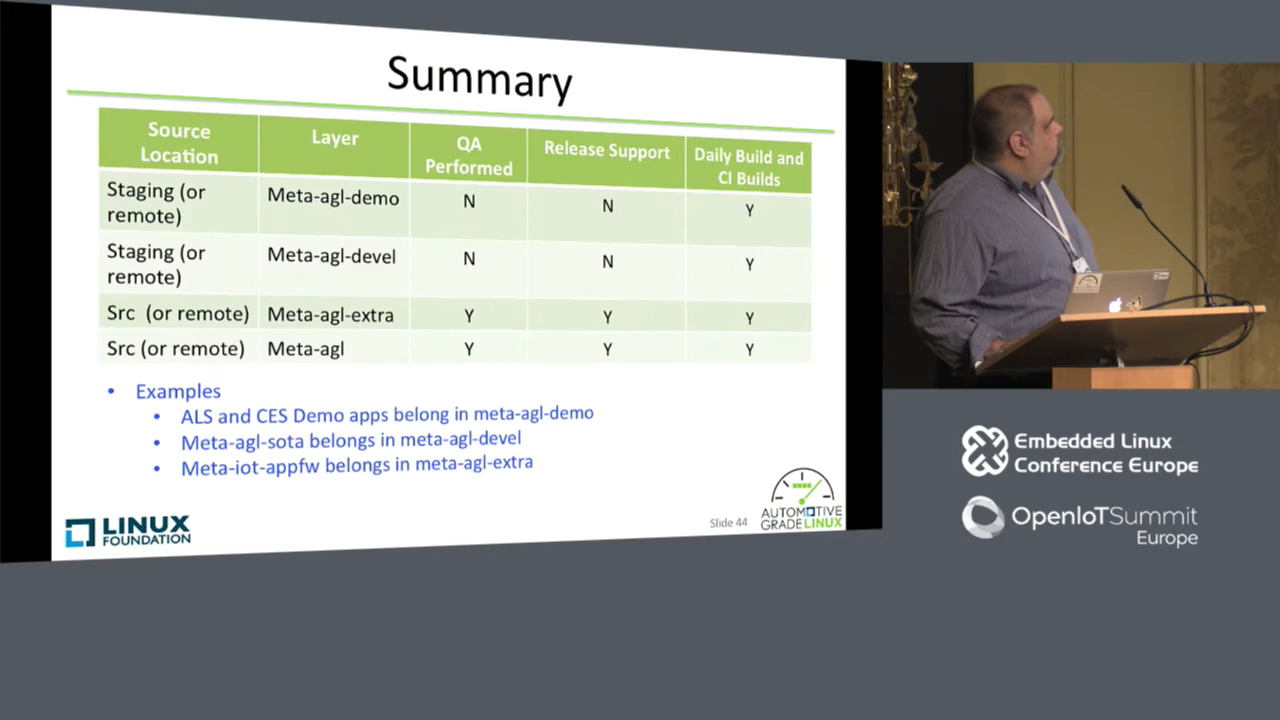 Summary
Source Location
Layer
QA Performed
Release Support
Daily Build and CI Builds
Staging (or remote)
Meta-agl-demo
N
N
Y
Staging (or remote)
Meta-agl-devel
N
N
Y
Src (or remote)
Meta-agl-extra
Y
Y
Y
Src (or remote)
Meta-agl
Y
Y
Y
• Examples
• ALS and CES Demo apps belong in meta-agl-demo
• Meta-agl-sota belongs in meta-agl-devel
• Meta-iot-appfw belongs in meta-agl-extra
LINUX
FOUNDATION
Slide 44
AUTOMOTIVE
GRADE LINUX
Embedded Linux
Conference Europe
OpenIoTSummit
Europe